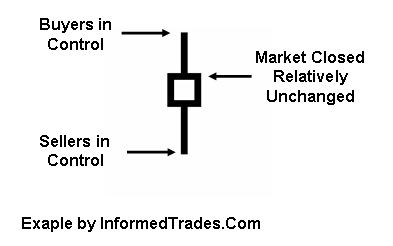 Buyers in
Control
Market Closed
Relatively
Unchanged
Sellers in
Control
Exaple by InformedTrades.Com